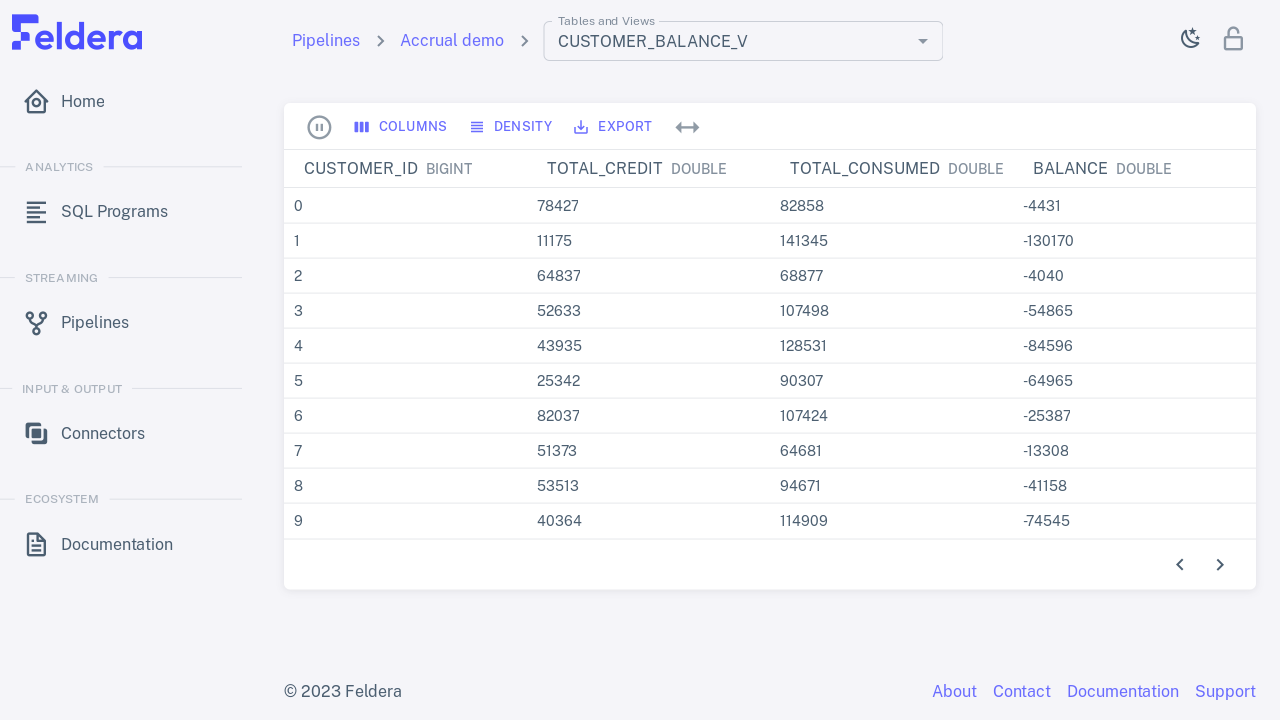 Feldera
Home
ANALYTICS
SQL Programs
STREAMING
Pipelines
INPUT & OUTPUT
Connectors
ECOSYSTEM
Documentation
Pipelines Accrual demo
Tables and Views
CUSTOMER_BALANCE_V
COLUMNS DENSITY EXPORT
CUSTOMER_ID BIGINT TOTAL_CREDIT DOUBLE TOTAL_CONSUMED DOUBLE BALANCE DOUBLE
0 78427 82858 -4431
1 11175 141345 -130170
2 64837 68877 -4040
3 52633 107498 -54865
4 43935 128531 -84596
5 25342 90307 -64965
6 82037 107424 -25387
7 51373 64681 -13308
8 53513 94671 -41158
9 40364 114909 -74545
© 2023 Feldera About Contact Documentation Support